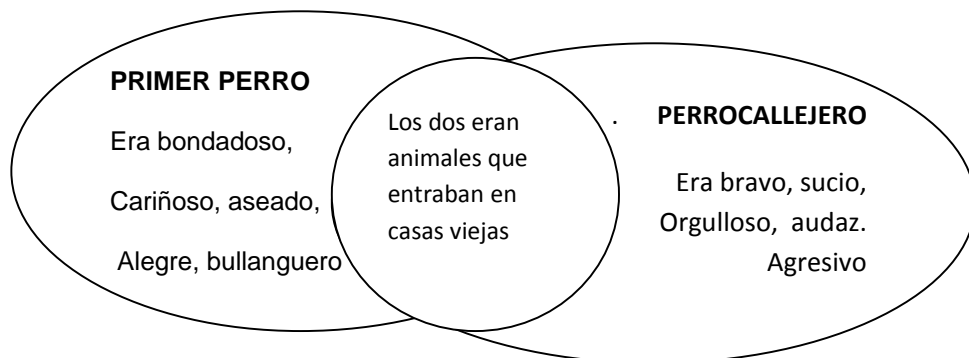 PRIMER PERRO
Era bondadoso,
Cariñoso, aseado,
Alegre, bullanguero
Los dos eran
animales que
entraban en
casas viejas
. PERROCALLEJERO
Era bravo, sucio,
Orgulloso, audaz.
Agresivo